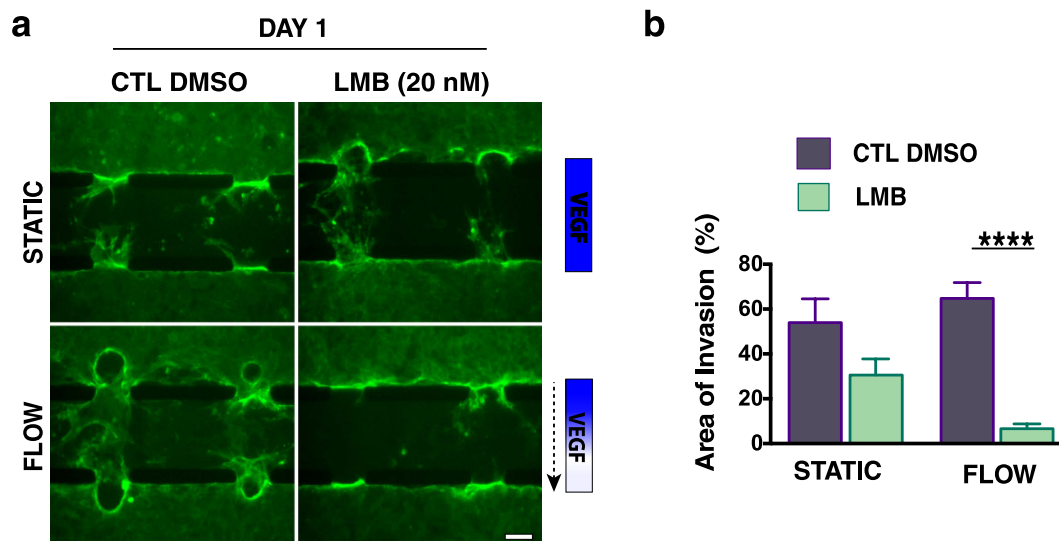 a
DAY 1
CTL DMSO
LMB (20 nM)
STATIC
VEGF
FLOW
VEGF
b
CTL DMSO
LMB
****
Area of Invasion (%)
80
60
40
20
0
STATIC
FLOW